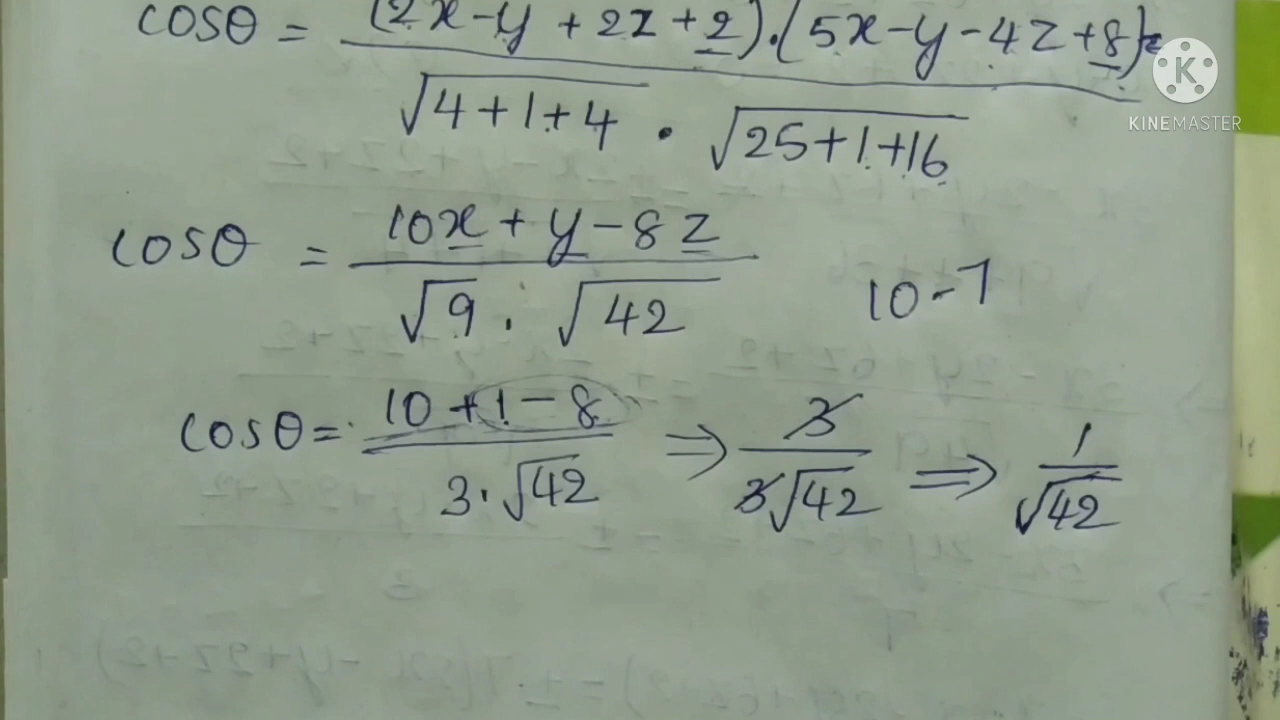 cosθ = (2x-y+2z+2).(5x-y-4z+8)
√4+1+4 . √25+1+16
K
KINEMASTER
cosθ = 10x+y-8z
√9 . √42
10-7
cosθ = 10+1-8 ⇒ 3 ⇒ 1
3.√42 3√42 √42